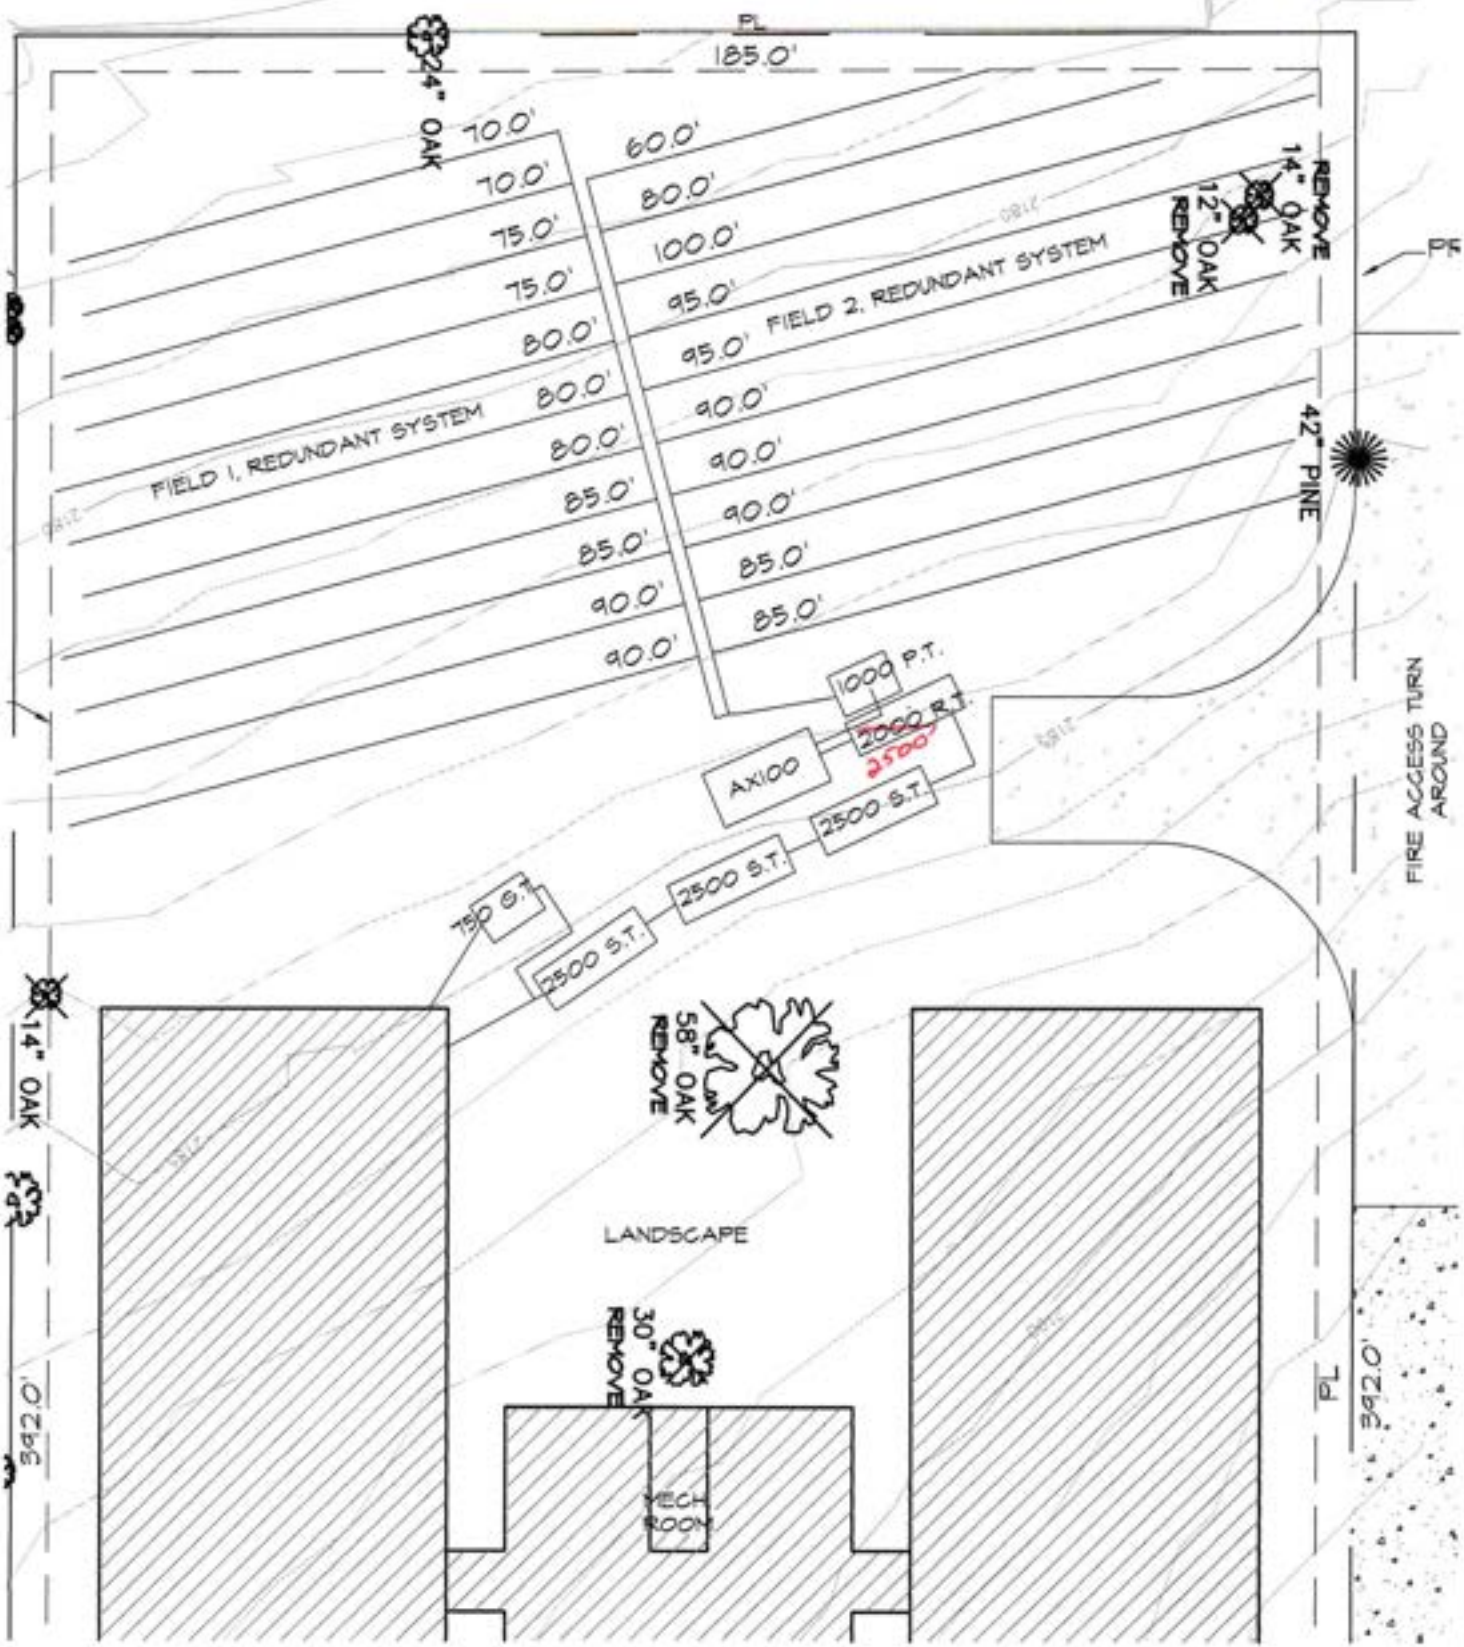 PL
185.0'
24" OAK
70.0'
70.0'
75.0'
75.0'
80.0'
80.0'
80.0'
85.0'
85.0'
90.0'
90.0'
60.0'
80.0'
100.0'
95.0'
95.0'
90.0'
90.0'
90.0'
85.0'
85.0'
FIELD 1, REDUNDANT SYSTEM
FIELD 2, REDUNDANT SYSTEM
2180
2180
REMOVE
14" OAK
12" OAK
REMOVE
42" PINE
FIRE ACCESS TURN
AROUND
1000 P.T.
2000 R.T.
2500
AX100
2500 S.T.
2500 S.T.
2500 S.T.
750 G.T.
14" OAK
58" OAK
REMOVE
LANDSCAPE
30" OAK
REMOVE
MECH
ROOM
PL
392.0'
392.0'